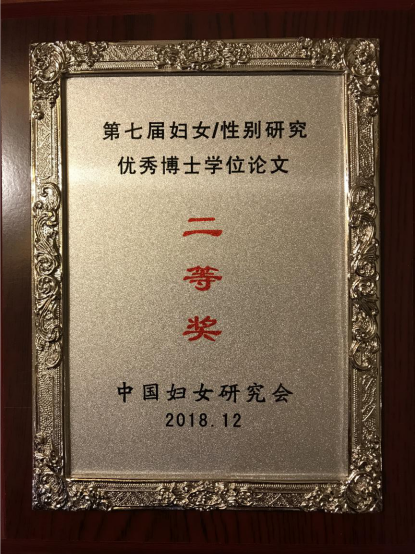 第七届妇女/性别研究
优秀博士学位论文
二
等
奖
中国妇女研究会
2018.12